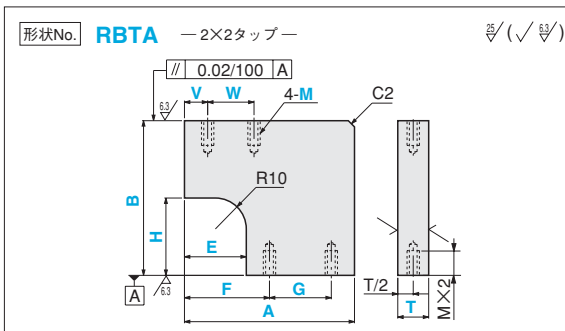 形状No. RBTA ―2×2タップ― 25 ( 6.3 )
// 0.02/100 A
6.3
V W 4-M C2
R10
B
H
E
F G
A
A 6.3
T/2 T
M×2